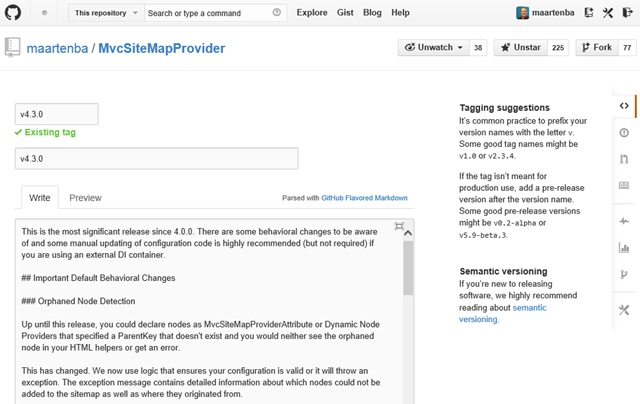 This repository Search or type a command Explore Gist Blog Help maartenba
maartenba / MvcSiteMapProvider Unwatch 38 Unstar 225 Fork 77
v4.3.0
Existing tag
v4.3.0
Write Preview Parsed with GitHub Flavored Markdown
This is the most significant release since 4.0.0. There are some behavioral changes to be aware
of and some manual updating of configuration code is highly recommended (but not required) if
you are using an external DI container.
## Important Default Behavioral Changes
### Orphaned Node Detection
Up until this release, you could declare nodes as MvcSiteMapProviderAttribute or Dynamic Node
Providers that specified a ParentKey that doesn't exist and you would neither see the orphaned
node in your HTML helpers or get an error.
This has changed. We now use logic that ensures your configuration is valid or it will throw an
exception. The exception message contains detailed information about which nodes could not be
added to the sitemap as well as where they originated from.
Tagging suggestions
It's common practice to prefix your
version names with the letter v.
Some good tag names might be
v1.0 or v2.3.4.
If the tag isn't meant for
production use, add a pre-release
version after the version name.
Some good pre-release versions
might be v0.2-alpha or
v5.9-beta.3.
Semantic versioning
If you're new to releasing
software, we highly recommend
reading about semantic
versioning.